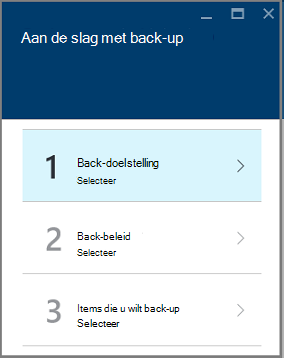 Aan de slag met back-up
1 Back-doelstelling
Selecteer
2 Back-beleid
Selecteer
3 Items die u wilt back-up
Selecteer